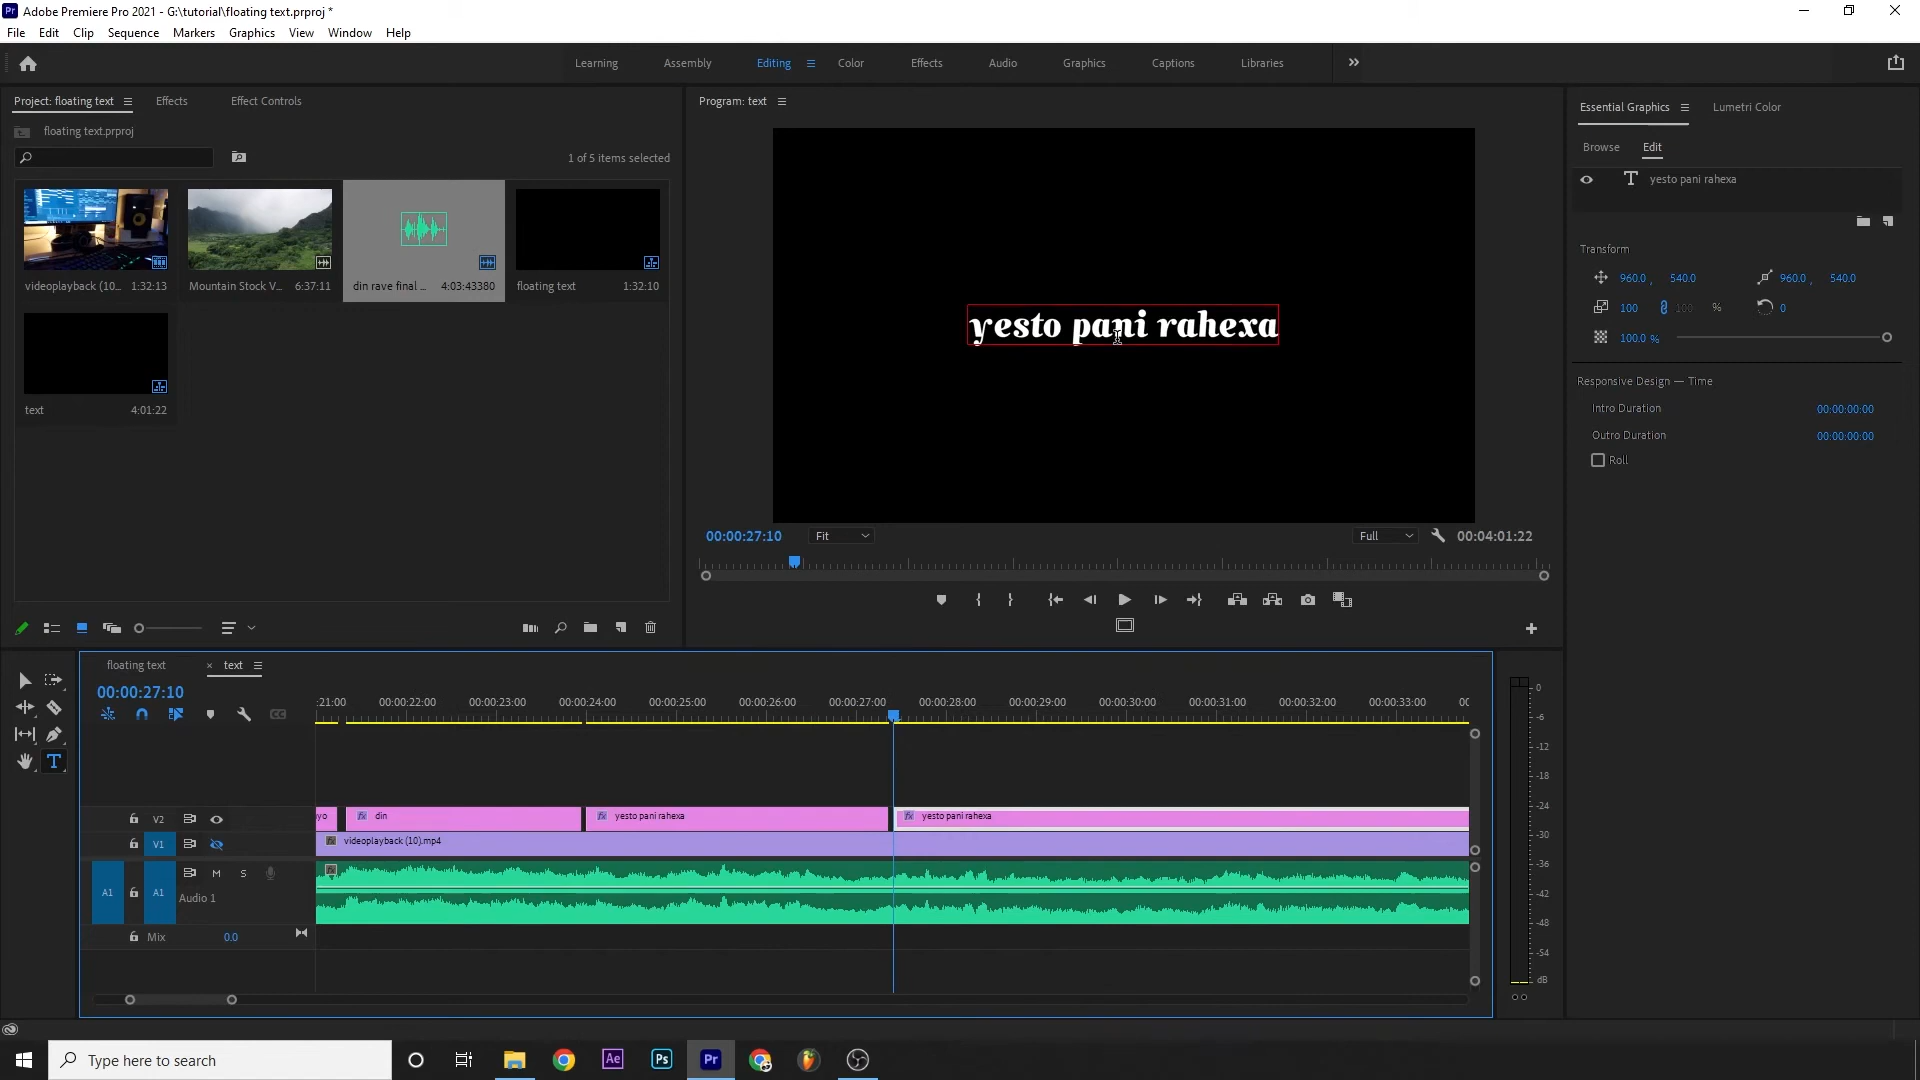 Adobe Premiere Pro 2021 - G:\tutorial\floating text.prproj *
File Edit Clip Sequence Markers Graphics View Window Help
Learning Assembly Editing Color Effects Audio Graphics Captions Libraries
Project: floating text Effects Effect Controls
floating text.prproj
1 of 5 items selected
videoplayback (10... 1:32:13
Mountain Stock V... 6:37:11
din rave final ... 4:03:43380
floating text 1:32:10
text 4:01:22
Program: text
yesto pani rahexa
00:00:27:10 Fit Full 00:04:01:22
Essential Graphics Lumetri Color
Browse Edit
yesto pani rahexa
Transform
960.0 , 540.0 960.0 , 540.0
100 100 % 0
100.0 %
Responsive Design — Time
Intro Duration 00:00:00:00
Outro Duration 00:00:00:00
Roll
floating text × text
00:00:27:10
:21:00 00:00:22:00 00:00:23:00 00:00:24:00 00:00:25:00 00:00:26:00 00:00:27:00 00:00:28:00 00:00:29:00 00:00:30:00 00:00:31:00 00:00:32:00 00:00:33:00 00
V2 yo din yesto pani rahexa yesto pani rahexa
V1 videoplayback (10).mp4
A1 A1 M S
Audio 1
Mix 0.0
0
-6
-12
-18
-24
-30
-36
-42
-48
-54
dB
Type here to search
Ae Ps Pr